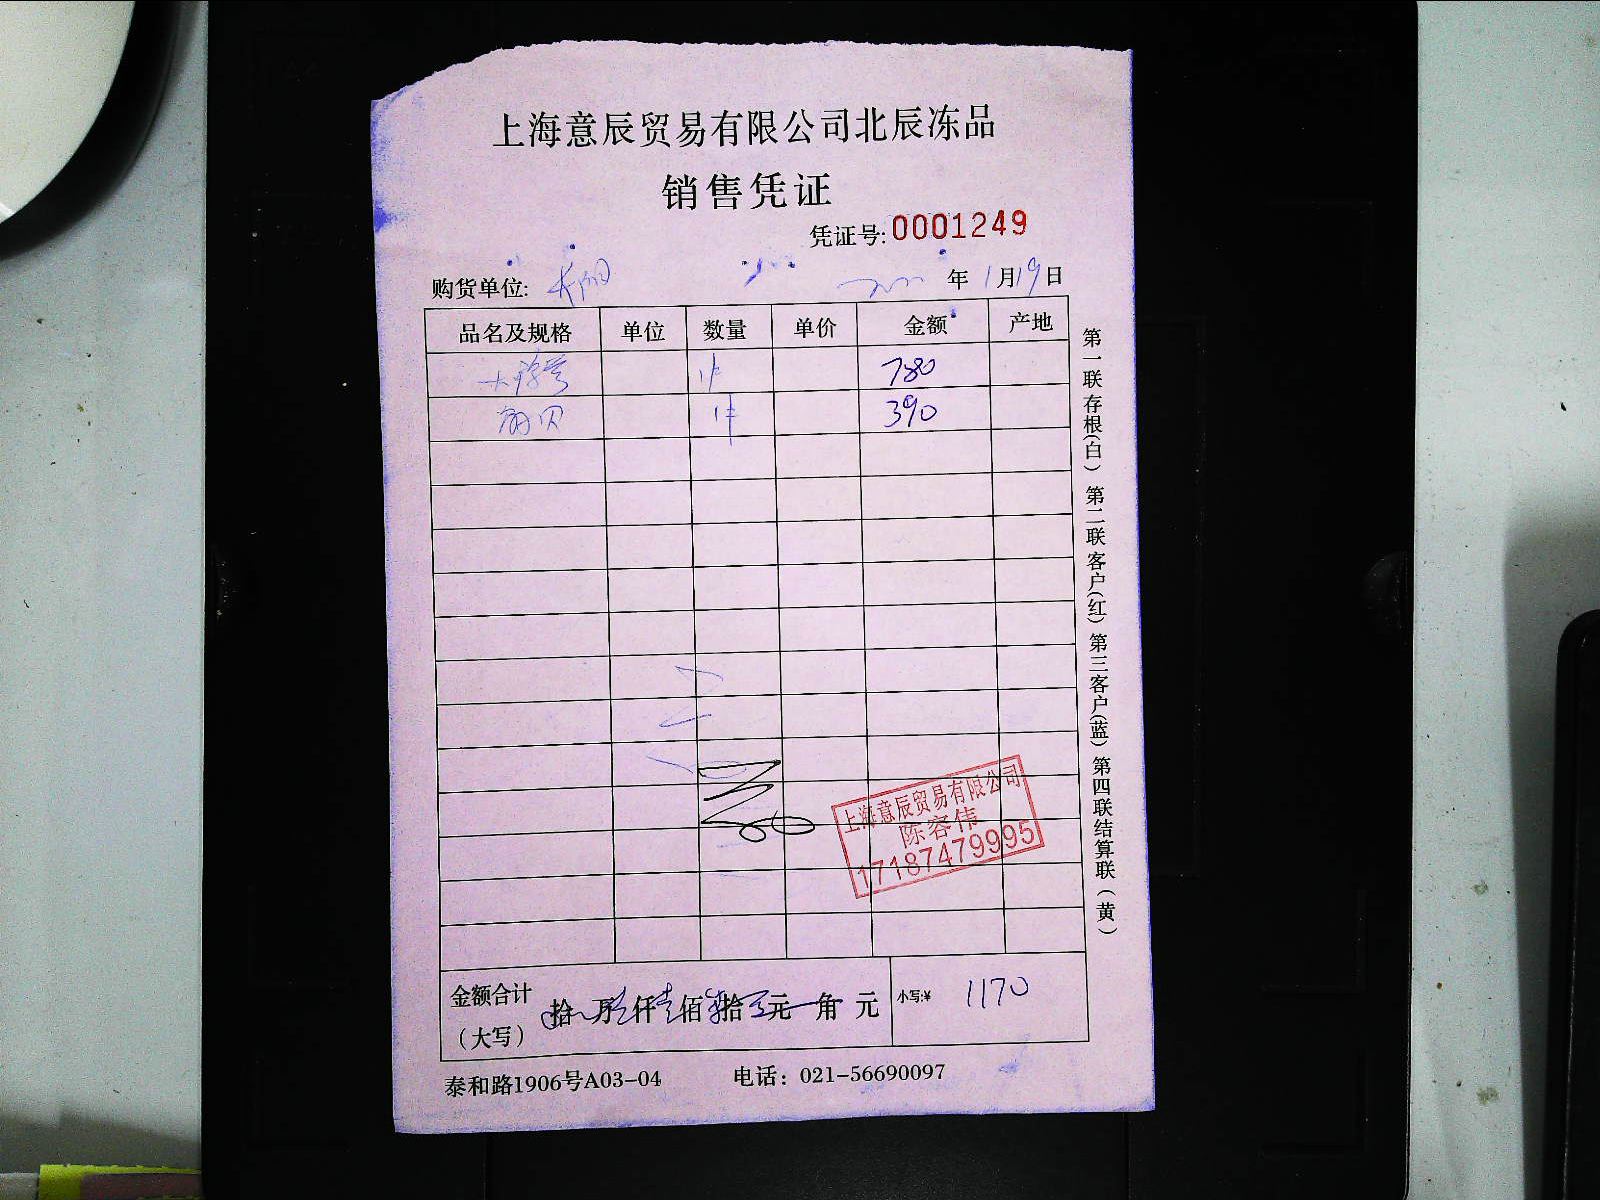 上海意辰贸易有限公司北辰冻品
销售凭证
凭证号:0001249
购货单位: 年 1月19日
品名及规格 单位 数量 单价 金额 产地
1件 780
贝 1件 390
第一联存根(白) 第二联客户(红) 第三客户(蓝) 第四联结算联(黄)
上海意辰贸易有限公司
陈容伟
17187479995
金额合计
(大写) 拾 万 仟 佰 拾 元 角 元 小写:¥ 1170
泰和路1906号A03-04 电话: 021-56690097